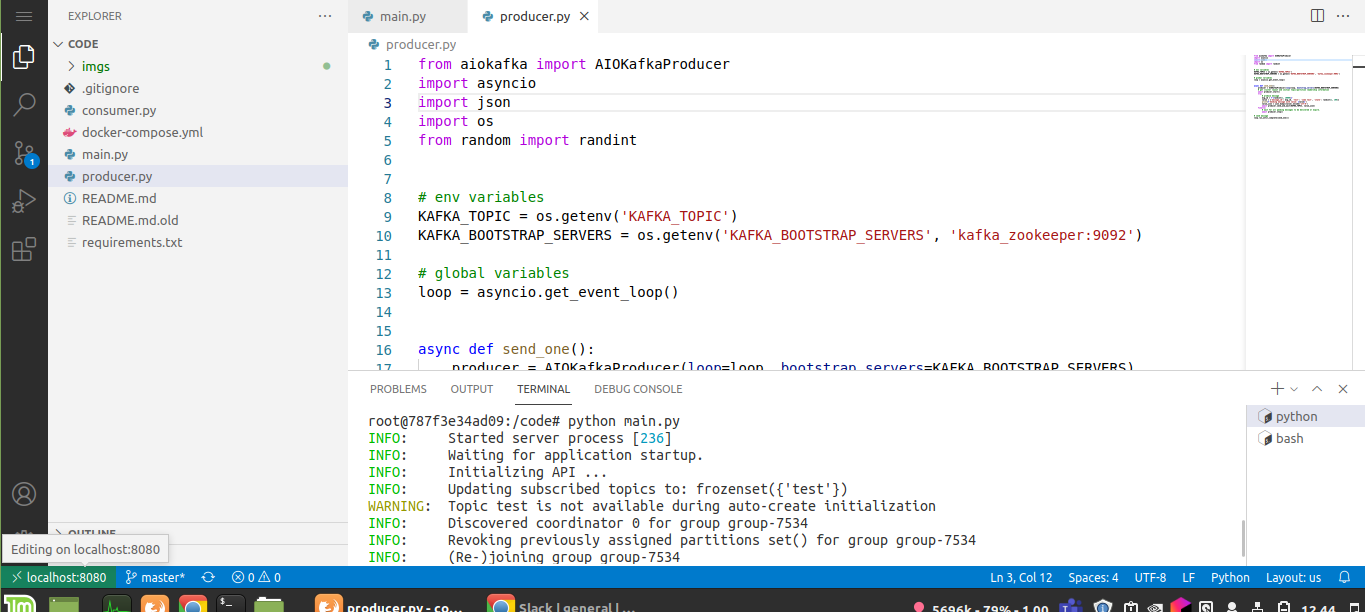 EXPLORER
main.py
producer.py
CODE
imgs
.gitignore
consumer.py
docker-compose.yml
main.py
producer.py
README.md
README.md.old
requirements.txt
OUTLINE
Editing on localhost:8080
1
producer.py
1 from aiokafka import AIOKafkaProducer
2 import asyncio
3 import json
4 import os
5 from random import randint
6
7
8 # env variables
9 KAFKA_TOPIC = os.getenv('KAFKA_TOPIC')
10 KAFKA_BOOTSTRAP_SERVERS = os.getenv('KAFKA_BOOTSTRAP_SERVERS', 'kafka_zookeeper:9092')
11
12 # global variables
13 loop = asyncio.get_event_loop()
14
15
16 async def send_one():
17 producer = AIOKafkaProducer(loop=loop, bootstrap_servers=KAFKA_BOOTSTRAP_SERVERS)
PROBLEMS OUTPUT TERMINAL DEBUG CONSOLE
root@787f3e34ad09:/code# python main.py
INFO: Started server process [236]
INFO: Waiting for application startup.
INFO: Initializing API ...
INFO: Updating subscribed topics to: frozenset({'test'})
WARNING: Topic test is not available during auto-create initialization
INFO: Discovered coordinator 0 for group group-7534
INFO: Revoking previously assigned partitions set() for group group-7534
INFO: (Re-)joining group group-7534
python
bash
localhost:8080 master* 0 0 Ln 3, Col 12 Spaces: 4 UTF-8 LF Python Layout: us
producer.py - co... Slack | general | ... 5696k - 79% - 1.00 12.44